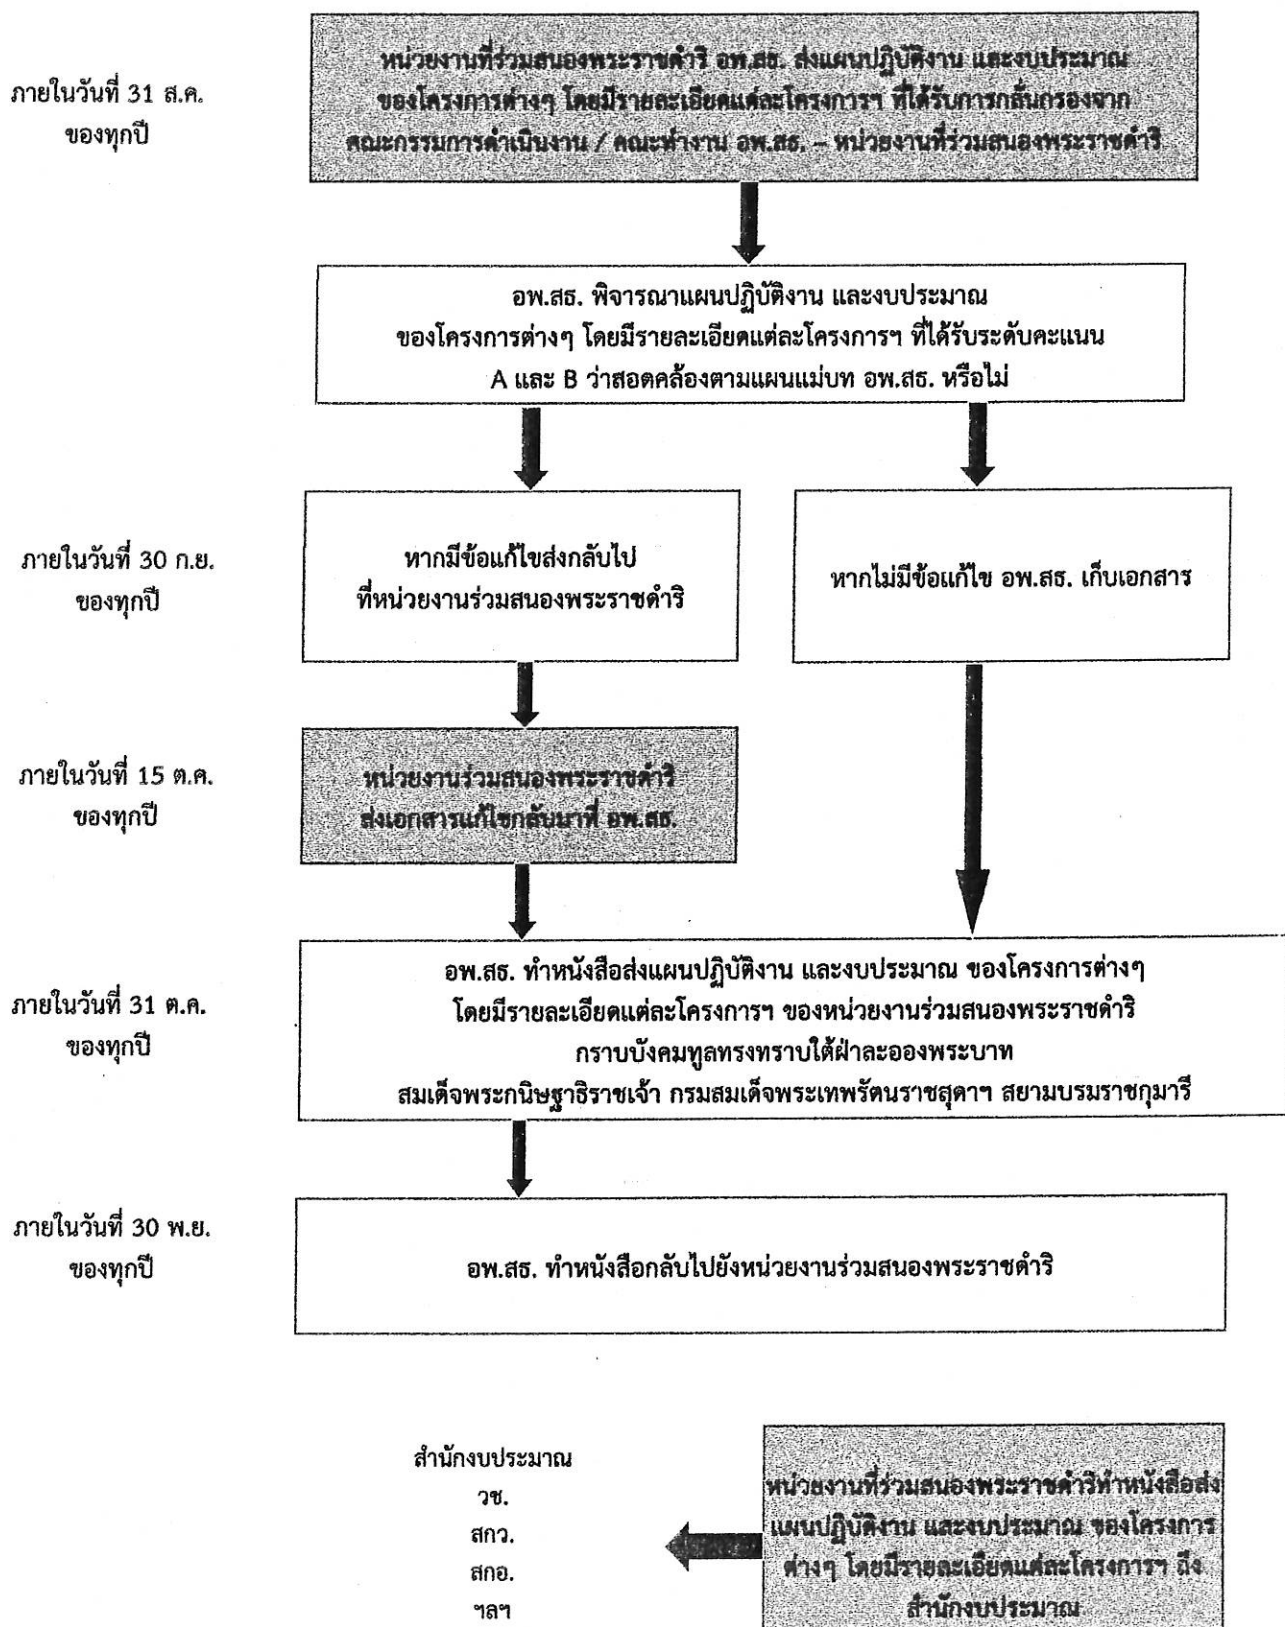 ภายในวันที่ 31 ส.ค.
ของทุกปี
หน่วยงานที่ร่วมสนองพระราชดำริ อพ.สธ. ส่งแผนปฏิบัติงาน และงบประมาณ
ของโครงการต่างๆ โดยมีรายละเอียดแต่ละโครงการฯ ที่ได้รับการกลั่นกรองจาก
คณะกรรมการดำเนินงาน / คณะทำงาน อพ.สธ. – หน่วยงานที่ร่วมสนองพระราชดำริ
อพ.สธ. พิจารณาแผนปฏิบัติงาน และงบประมาณ
ของโครงการต่างๆ โดยมีรายละเอียดแต่ละโครงการฯ ที่ได้รับระดับคะแนน
A และ B ว่าสอดคล้องตามแผนแม่บท อพ.สธ. หรือไม่
ภายในวันที่ 30 ก.ย.
ของทุกปี
หากมีข้อแก้ไขส่งกลับไป
ที่หน่วยงานร่วมสนองพระราชดำริ
หากไม่มีข้อแก้ไข อพ.สธ. เก็บเอกสาร
ภายในวันที่ 15 ต.ค.
ของทุกปี
หน่วยงานร่วมสนองพระราชดำริ
ส่งเอกสารแก้ไขกลับมาที่ อพ.สธ.
ภายในวันที่ 31 ต.ค.
ของทุกปี
อพ.สธ. ทำหนังสือส่งแผนปฏิบัติงาน และงบประมาณ ของโครงการต่างๆ
โดยมีรายละเอียดแต่ละโครงการฯ ของหน่วยงานร่วมสนองพระราชดำริ
กราบบังคมทูลทรงทราบใต้ฝ่าละอองพระบาท
สมเด็จพระกนิษฐาธิราชเจ้า กรมสมเด็จพระเทพรัตนราชสุดาฯ สยามบรมราชกุมารี
ภายในวันที่ 30 พ.ย.
ของทุกปี
อพ.สธ. ทำหนังสือกลับไปยังหน่วยงานร่วมสนองพระราชดำริ
สำนักงบประมาณ
วช.
สกว.
สกอ.
ฯลฯ
หน่วยงานที่ร่วมสนองพระราชดำริทำหนังสือส่ง
แผนปฏิบัติงาน และงบประมาณ ของโครงการ
ต่างๆ โดยมีรายละเอียดแต่ละโครงการฯ ถึง
สำนักงบประมาณ